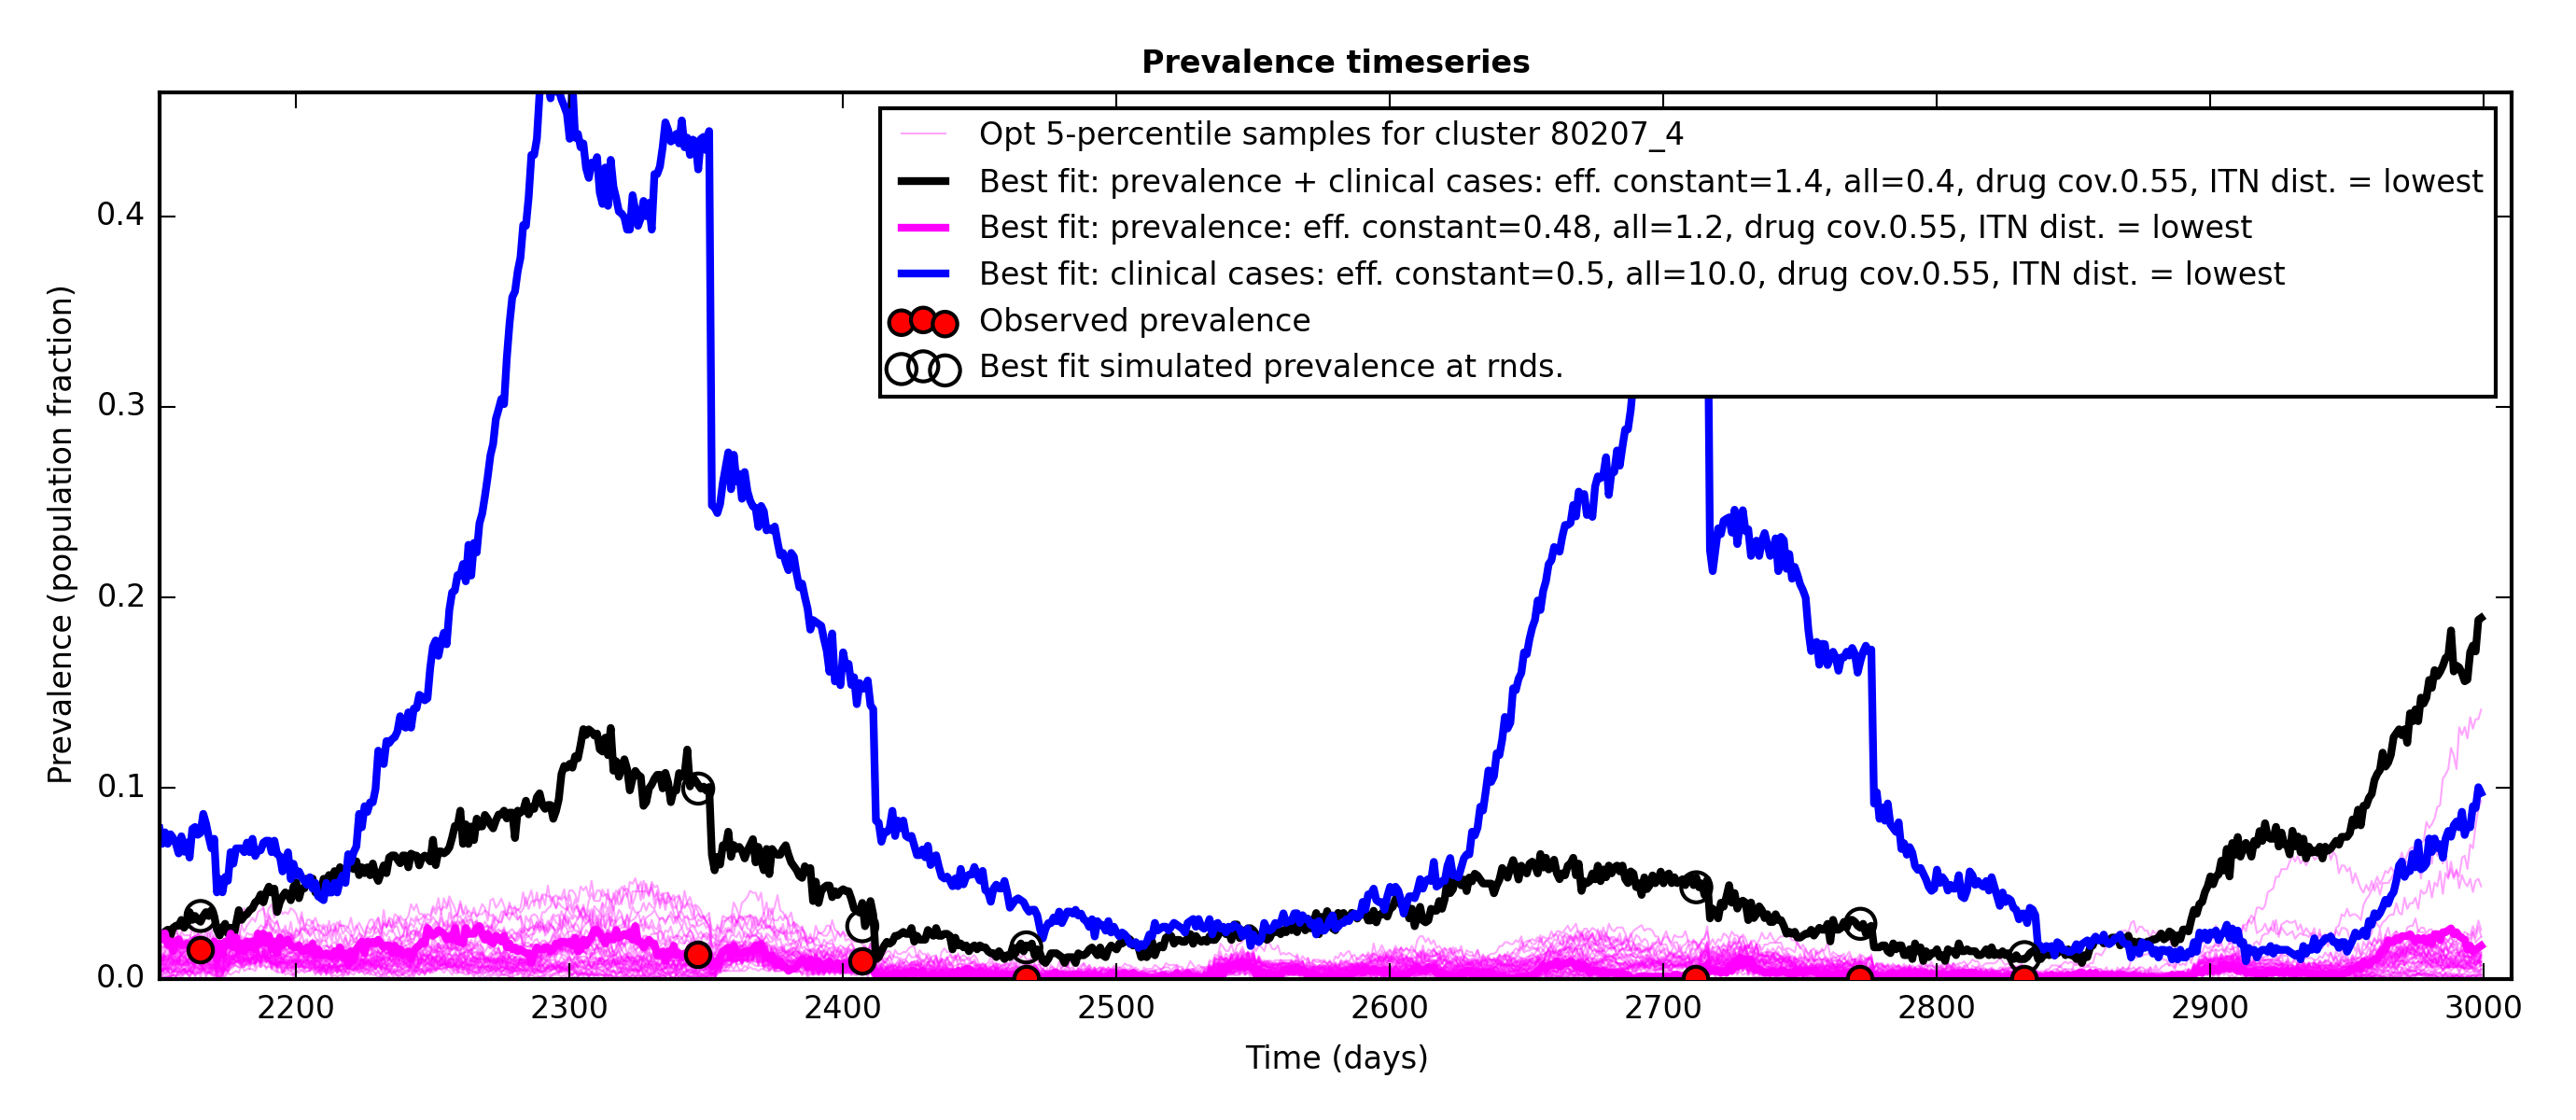 Prevalence timeseries
Opt 5-percentile samples for cluster 80207_4
Best fit: prevalence + clinical cases: eff. constant=1.4, all=0.4, drug cov.0.55, ITN dist. = lowest
Best fit: prevalence: eff. constant=0.48, all=1.2, drug cov.0.55, ITN dist. = lowest
Best fit: clinical cases: eff. constant=0.5, all=10.0, drug cov.0.55, ITN dist. = lowest
Observed prevalence
Best fit simulated prevalence at rnds.
Prevalence (population fraction)
0.4
0.3
0.2
0.1
0.0
2200 2300 2400 2500 2600 2700 2800 2900 3000
Time (days)